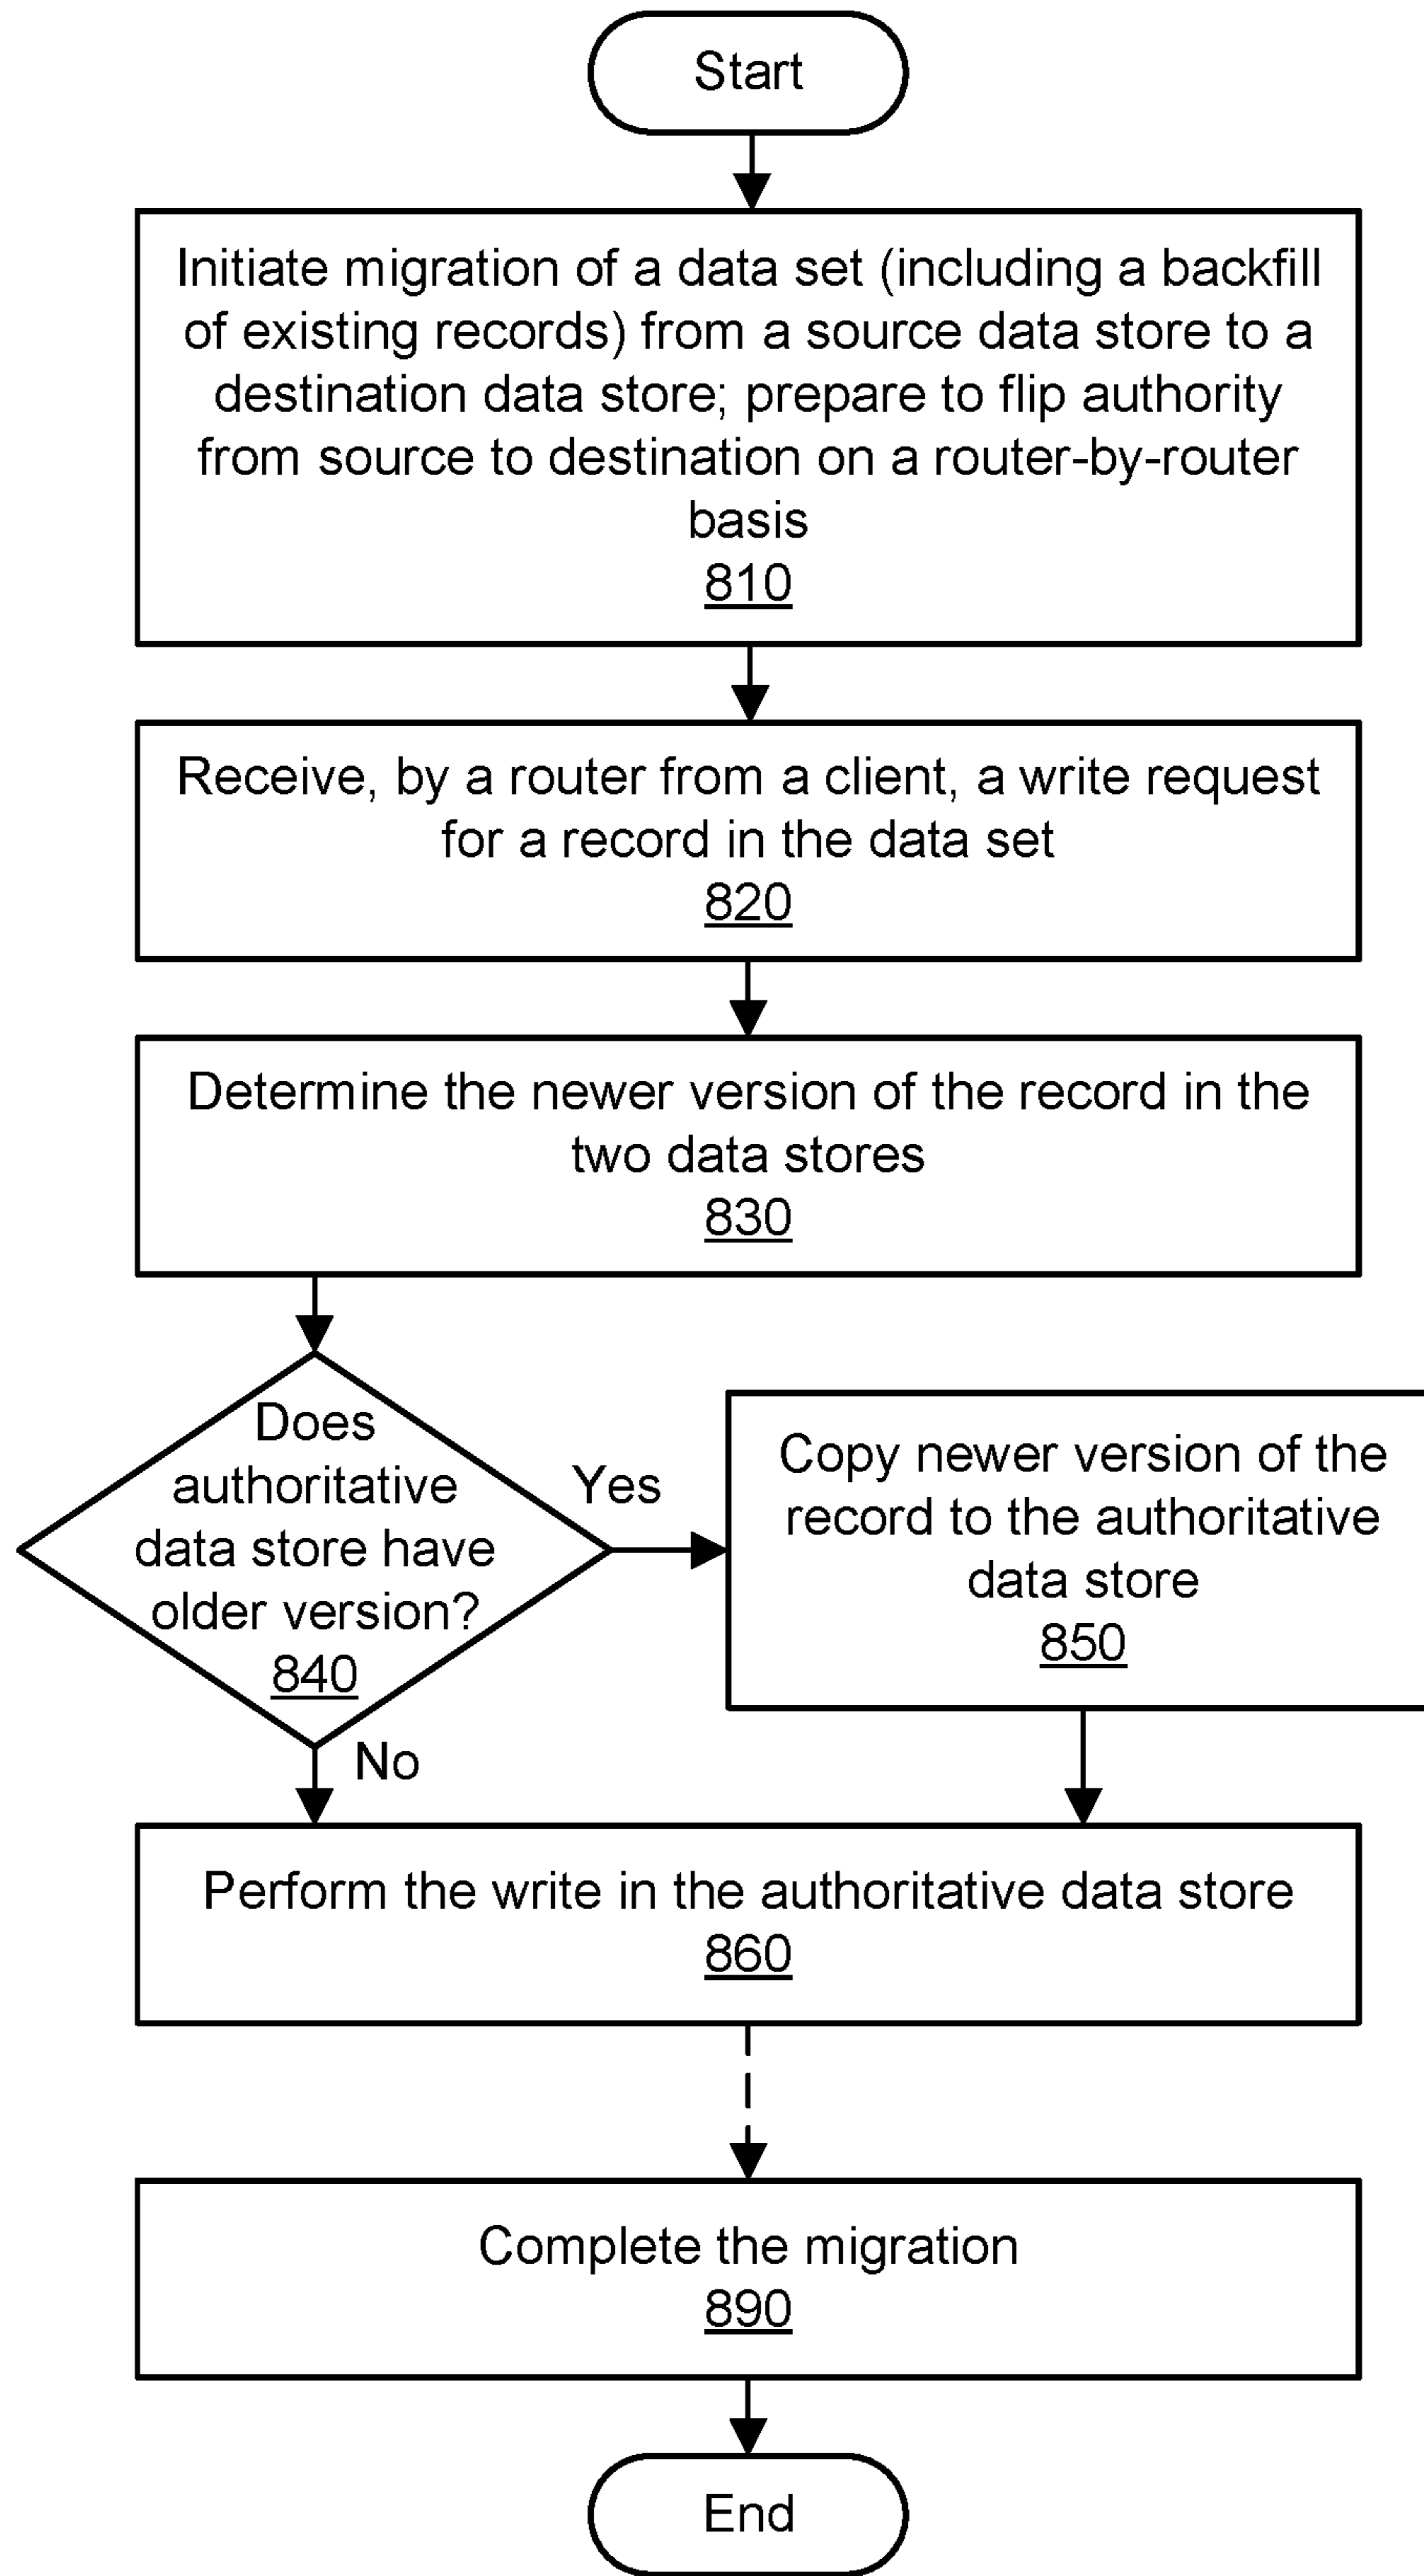 Start
Initiate migration of a data set (including a backfill
of existing records) from a source data store to a
destination data store; prepare to flip authority
from source to destination on a router-by-router
basis
810
Receive, by a router from a client, a write request
for a record in the data set
820
Determine the newer version of the record in the
two data stores
830
Does
authoritative
data store have
older version?
840
Yes
Copy newer version of the
record to the authoritative
data store
850
No
Perform the write in the authoritative data store
860
Complete the migration
890
End